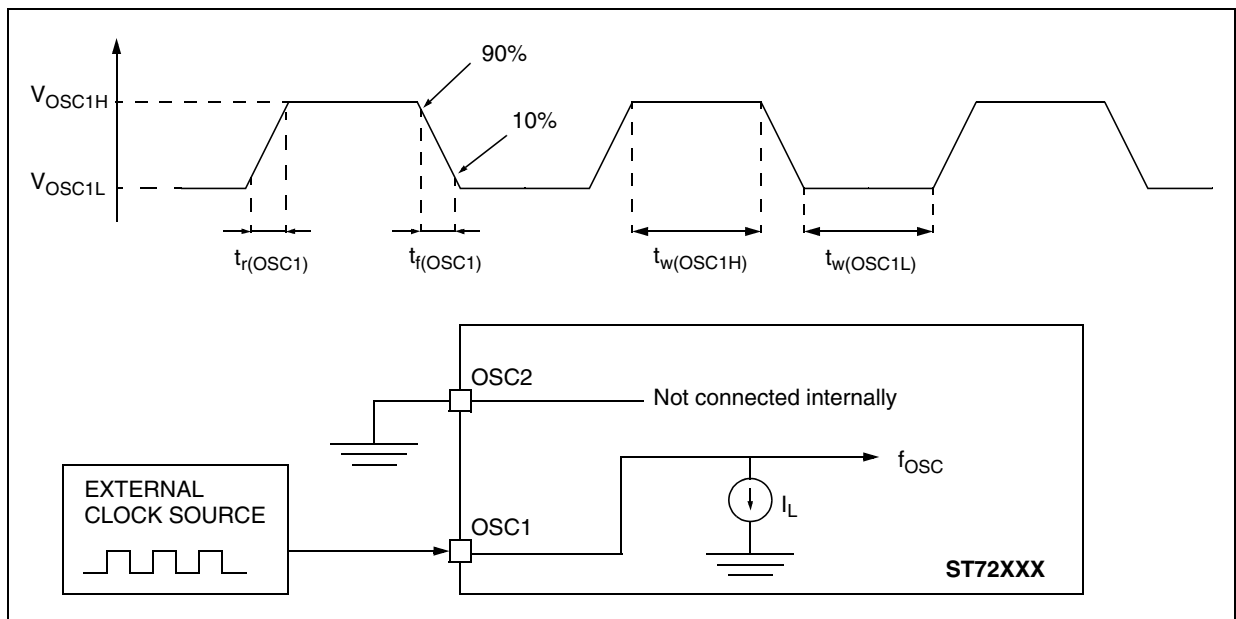 90%
V_OSC1H
10%
V_OSC1L
t_r(OSC1)
t_f(OSC1)
t_w(OSC1H)
t_w(OSC1L)
OSC2
Not connected internally
f_OSC
EXTERNAL
CLOCK SOURCE
I_L
OSC1
ST72XXX